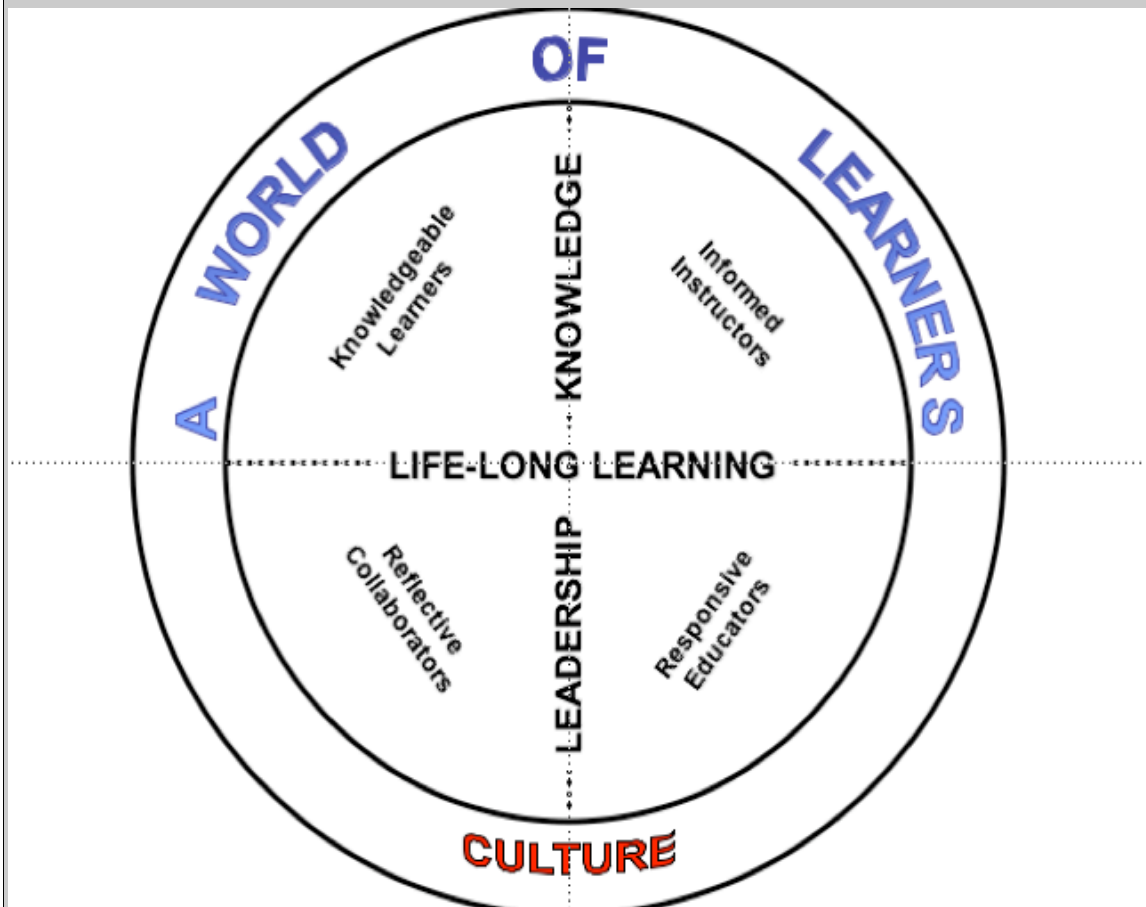 A WORLD OF LEARNERS
KNOWLEDGE
Knowledgeable
Learners
Informed
Instructors
LIFE-LONG LEARNING
LEADERSHIP
Reflective
Collaborators
Responsive
Educators
CULTURE